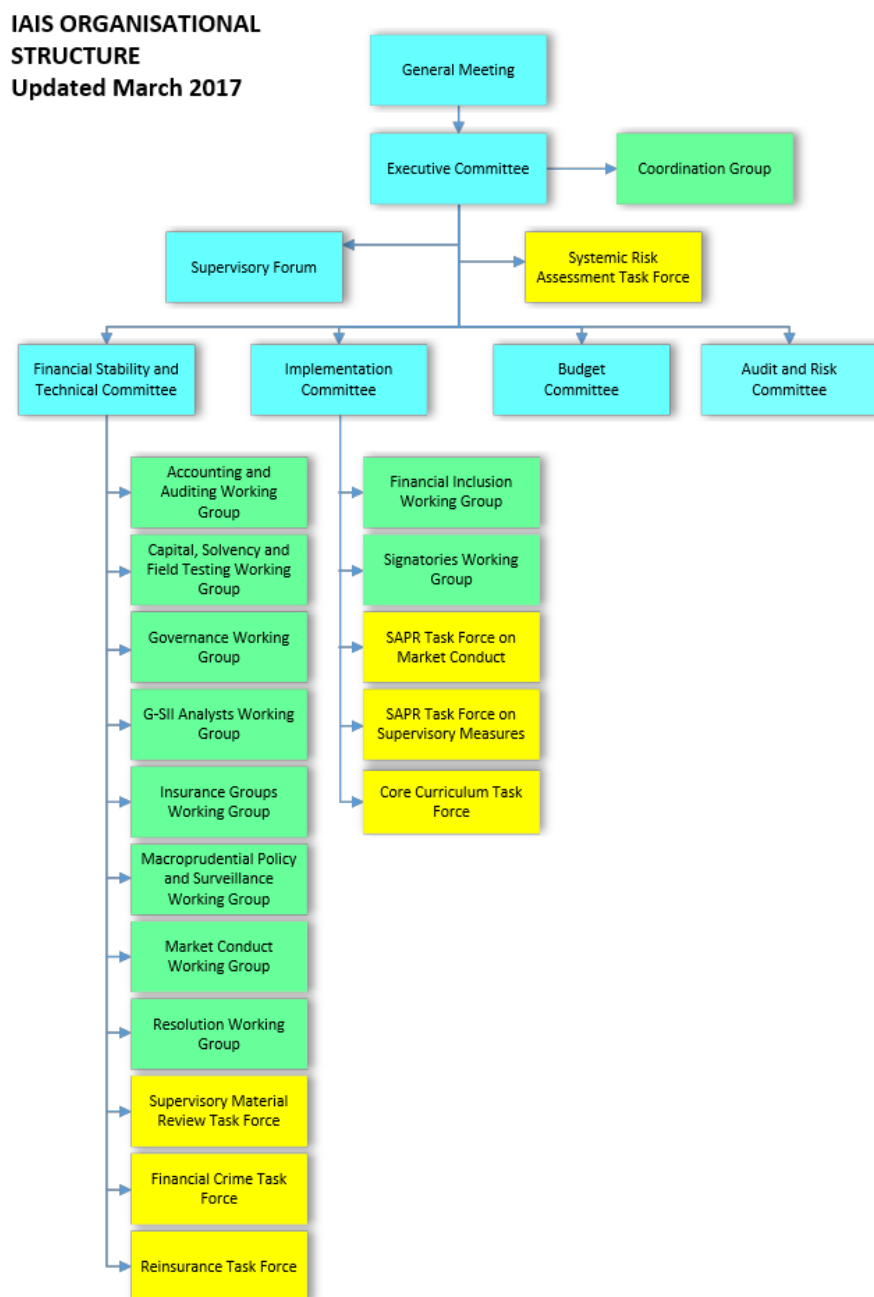 IAIS ORGANISATIONAL
STRUCTURE
Updated March 2017
General Meeting
Executive Committee
Coordination Group
Supervisory Forum
Systemic Risk
Assessment Task Force
Financial Stability and
Technical Committee
Implementation
Committee
Budget
Committee
Audit and Risk
Committee
Accounting and
Auditing Working
Group
Capital, Solvency and
Field Testing Working
Group
Governance Working
Group
G-SII Analysts Working
Group
Insurance Groups
Working Group
Macroprudential Policy
and Surveillance
Working Group
Market Conduct
Working Group
Resolution Working
Group
Supervisory Material
Review Task Force
Financial Crime Task
Force
Reinsurance Task Force
Financial Inclusion
Working Group
Signatories Working
Group
SAPR Task Force on
Market Conduct
SAPR Task Force on
Supervisory Measures
Core Curriculum Task
Force